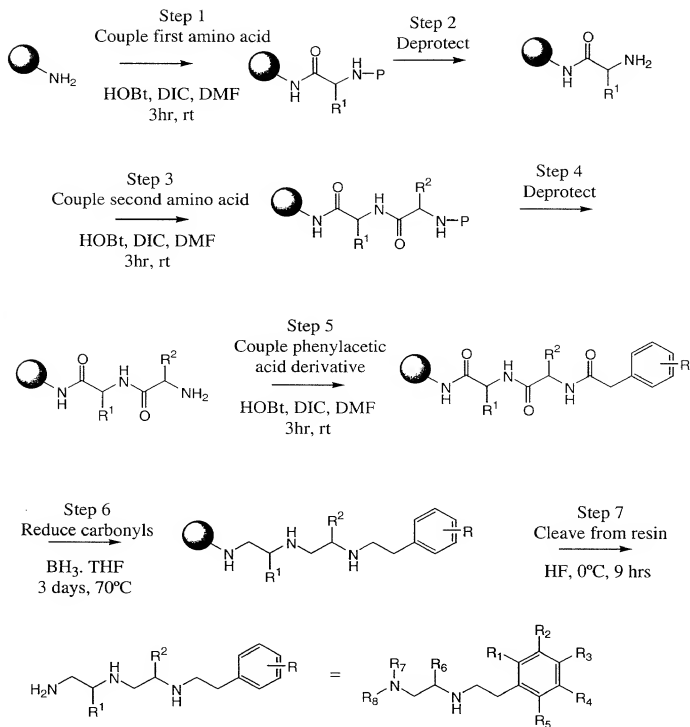 Step 1
Couple first amino acid
HOBt, DIC, DMF
3hr, rt
Step 2
Deprotect
NH2
O
H
N
N
H
P
R1
O
N
H
NH2
R1
Step 3
Couple second amino acid
HOBt, DIC, DMF
3hr, rt
O
N
H
R1
H
N
O
R2
N
H
P
Step 4
Deprotect
O
N
H
R1
H
N
O
R2
NH2
Step 5
Couple phenylacetic
acid derivative
HOBt, DIC, DMF
3hr, rt
O
N
H
R1
H
N
O
R2
N
H
O
R
Step 6
Reduce carbonyls
BH3. THF
3 days, 70ºC
N
H
R1
H
N
R2
N
H
R
Step 7
Cleave from resin
HF, 0ºC, 9 hrs
H2N
R1
H
N
R2
N
H
R
=
R8
N
R7
R6
N
H
R1
R2
R3
R4
R5